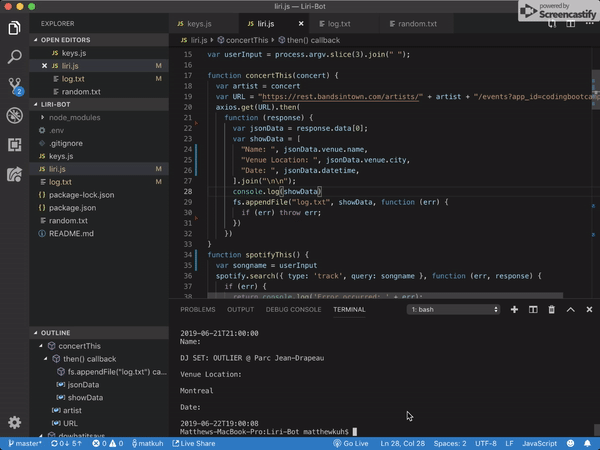 liri.js — Liri-Bot
powered by
Screencastify
EXPLORER
keys.js
liri.js
log.txt
random.txt
OPEN EDITORS
liri.js › concertThis › then() callback
keys.js
liri.js M
log.txt M
random.txt
LIRI-BOT
node_modules
.env
.gitignore
keys.js
liri.js M
log.txt M
package-lock.json
package.json
random.txt
README.md
OUTLINE
concertThis
then() callback
fs.appendFile("log.txt") ca...
jsonData
showData
artist
URL
15 var userInput = process.argv.slice(3).join(" ");
16
17 function concertThis(concert) {
18 var artist = concert
19 var URL = "https://rest.bandsintown.com/artists/" + artist + "/events?app_id=codingbootcam
20 axios.get(URL).then(
21 function (response) {
22 var jsonData = response.data[0];
23 var showData = [
24 "Name: ", jsonData.venue.name,
25 "Venue Location: ", jsonData.venue.city,
26 "Date: ", jsonData.datetime,
27 ].join("\n\n");
28 console.log(showData)
29 fs.appendFile("log.txt", showData, function (err) {
30 if (err) throw err;
31 })
32 })
33 }
34 function spotifyThis() {
35 var songname = userInput
36 spotify.search({ type: 'track', query: songname }, function (err, response) {
37 if (err) {
38 return console.log('Error occurred: ' + err);
PROBLEMS OUTPUT DEBUG CONSOLE TERMINAL 1: bash
2019-06-21T21:00:00
Name:
DJ SET: OUTLIER @ Parc Jean-Drapeau
Venue Location:
Montreal
Date:
2019-06-22T19:00:08
Matthews-MacBook-Pro:Liri-Bot matthewkuh$
master* 0↓ 5↑ 0 0 matkuh Live Share Go Live Ln 28, Col 28 Spaces: 2 UTF-8 LF JavaScript